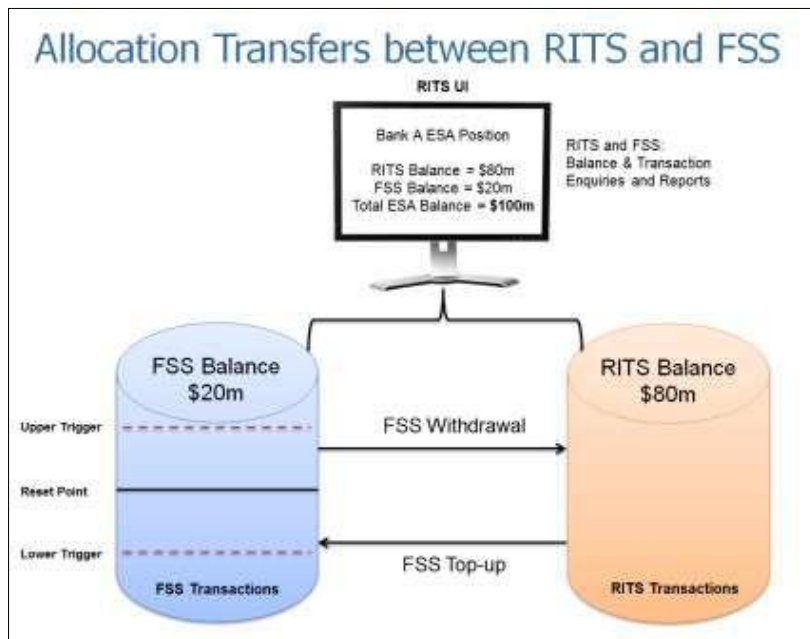 Allocation Transfers between RITS and FSS
RITS UI
Bank A ESA Position
RITS Balance = $80m
FSS Balance = $20m
Total ESA Balance = $100m
RITS and FSS:
Balance & Transaction
Enquiries and Reports
FSS Balance
$20m
RITS Balance
$80m
Upper Trigger
FSS Withdrawal
Reset Point
Lower Trigger
FSS Top-up
FSS Transactions
RITS Transactions